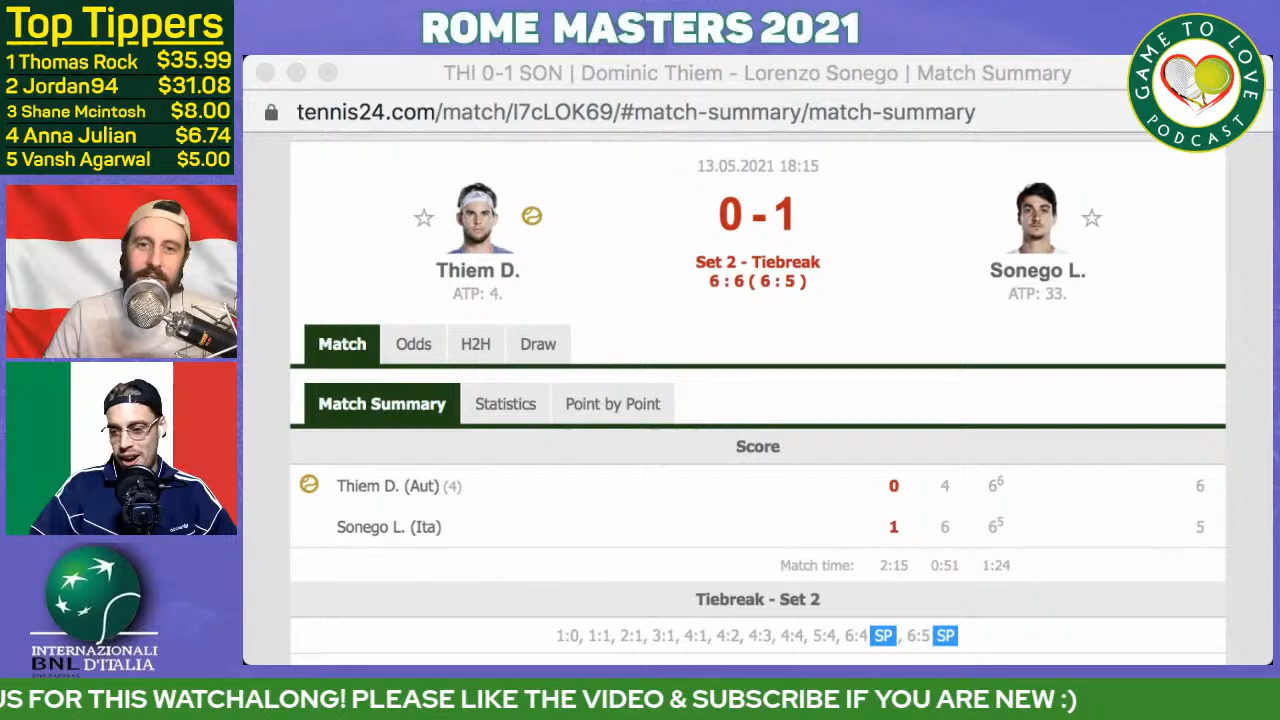 Top Tippers
1 Thomas Rock $35.99
2 Jordan94 $31.08
3 Shane Mcintosh $8.00
4 Anna Julian $6.74
5 Vansh Agarwal $5.00
ROME MASTERS 2021
GAME TO LOVE
PODCAST
THI 0-1 SON | Dominic Thiem - Lorenzo Sonego | Match Summary
tennis24.com/match/I7cLOK69/#match-summary/match-summary
13.05.2021 18:15
0 - 1
Set 2 - Tiebreak
6 : 6 ( 6 : 5 )
Thiem D.
ATP: 4.
Sonego L.
ATP: 33.
Match Odds H2H Draw
Match Summary Statistics Point by Point
Score
Thiem D. (Aut) (4) 0 4 6⁶ 6
Sonego L. (Ita) 1 6 6⁵ 5
Match time: 2:15 0:51 1:24
Tiebreak - Set 2
1:0, 1:1, 2:1, 3:1, 4:1, 4:2, 4:3, 4:4, 5:4, 6:4 SP , 6:5 SP
INTERNAZIONALI
BNL D'ITALIA
US FOR THIS WATCHALONG! PLEASE LIKE THE VIDEO & SUBSCRIBE IF YOU ARE NEW :)